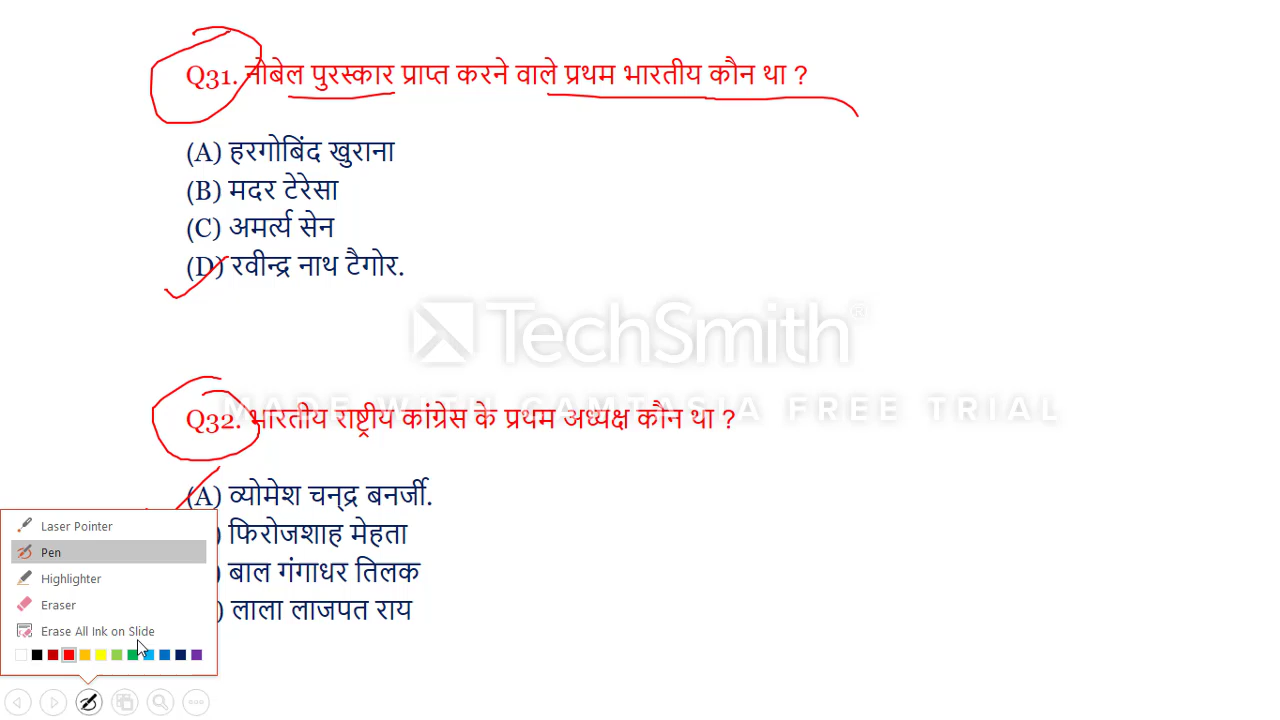 Q31. नोबेल पुरस्कार प्राप्त करने वाले प्रथम भारतीय कौन था ?
(A) हरगोबिंद खुराना
(B) मदर टेरेसा
(C) अमर्त्य सेन
(D) रवीन्द्र नाथ टैगोर.
TechSmith®
MADE WITH CAMTASIA FREE TRIAL
Q32. भारतीय राष्ट्रीय कांग्रेस के प्रथम अध्यक्ष कौन था ?
(A) व्योमेश चन्द्र बनर्जी.
) फिरोजशाह मेहता
) बाल गंगाधर तिलक
) लाला लाजपत राय
Laser Pointer
Pen
Highlighter
Eraser
Erase All Ink on Slide